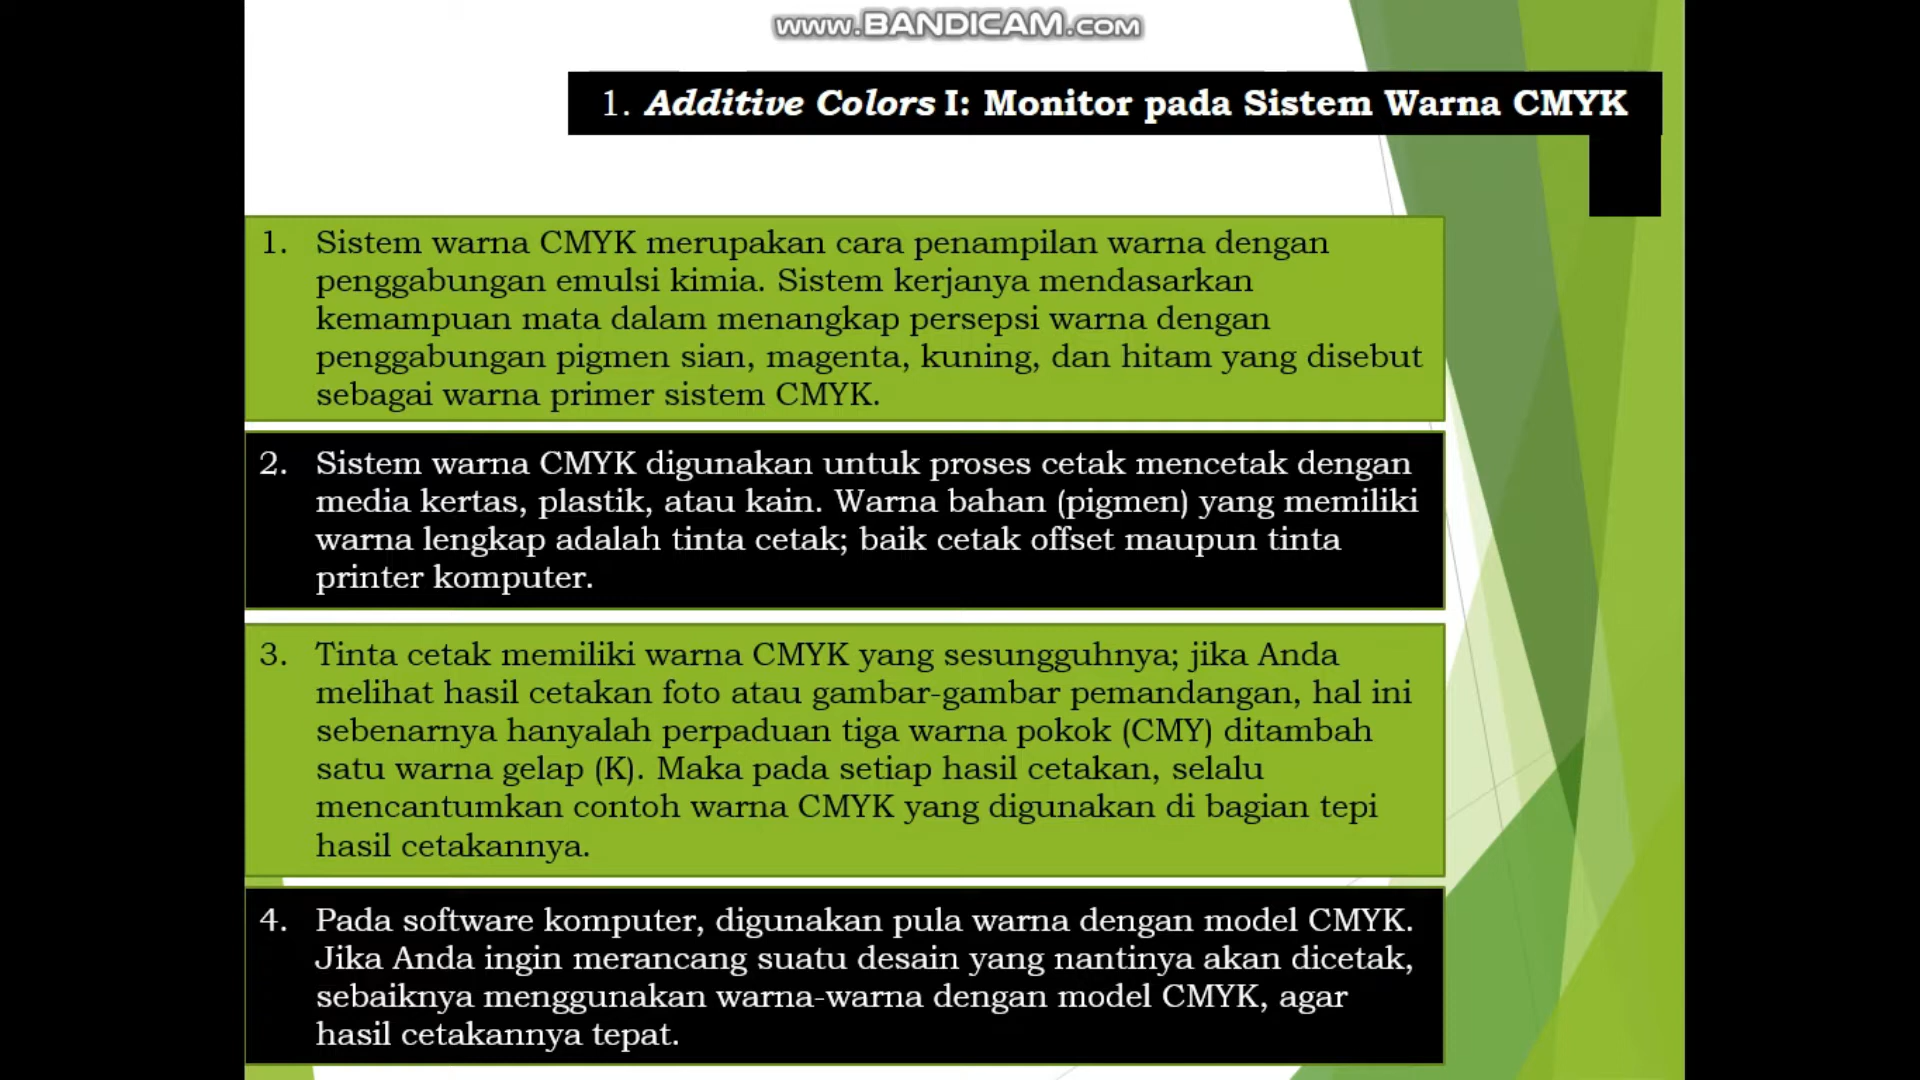 www.BANDICAM.COM
1. Additive Colors I: Monitor pada Sistem Warna CMYK
1. Sistem warna CMYK merupakan cara penampilan warna dengan
penggabungan emulsi kimia. Sistem kerjanya mendasarkan
kemampuan mata dalam menangkap persepsi warna dengan
penggabungan pigmen sian, magenta, kuning, dan hitam yang disebut
sebagai warna primer sistem CMYK.
2. Sistem warna CMYK digunakan untuk proses cetak mencetak dengan
media kertas, plastik, atau kain. Warna bahan (pigmen) yang memiliki
warna lengkap adalah tinta cetak; baik cetak offset maupun tinta
printer komputer.
3. Tinta cetak memiliki warna CMYK yang sesungguhnya; jika Anda
melihat hasil cetakan foto atau gambar-gambar pemandangan, hal ini
sebenarnya hanyalah perpaduan tiga warna pokok (CMY) ditambah
satu warna gelap (K). Maka pada setiap hasil cetakan, selalu
mencantumkan contoh warna CMYK yang digunakan di bagian tepi
hasil cetakannya.
4. Pada software komputer, digunakan pula warna dengan model CMYK.
Jika Anda ingin merancang suatu desain yang nantinya akan dicetak,
sebaiknya menggunakan warna-warna dengan model CMYK, agar
hasil cetakannya tepat.